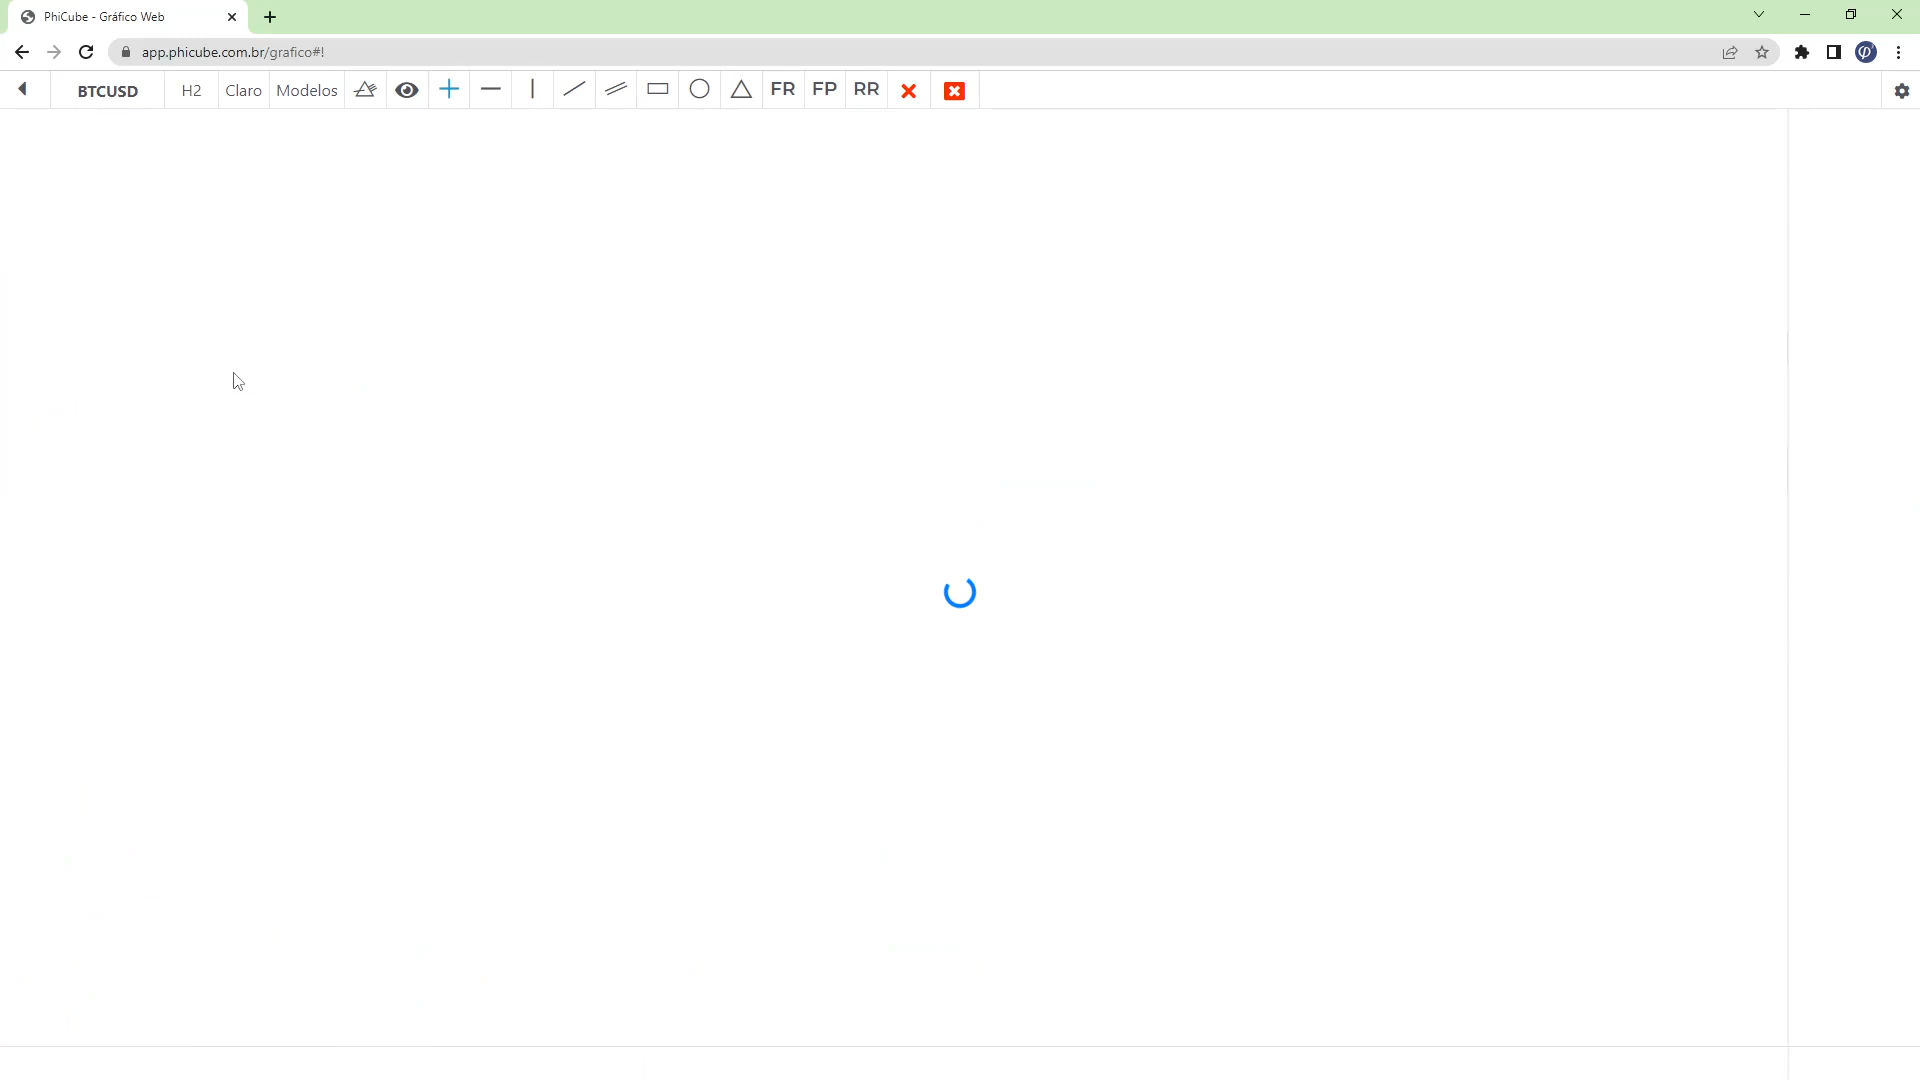 PhiCube - Gráfico Web
app.phicube.com.br/grafico#!
BTCUSD H2 Claro Modelos FR FP RR